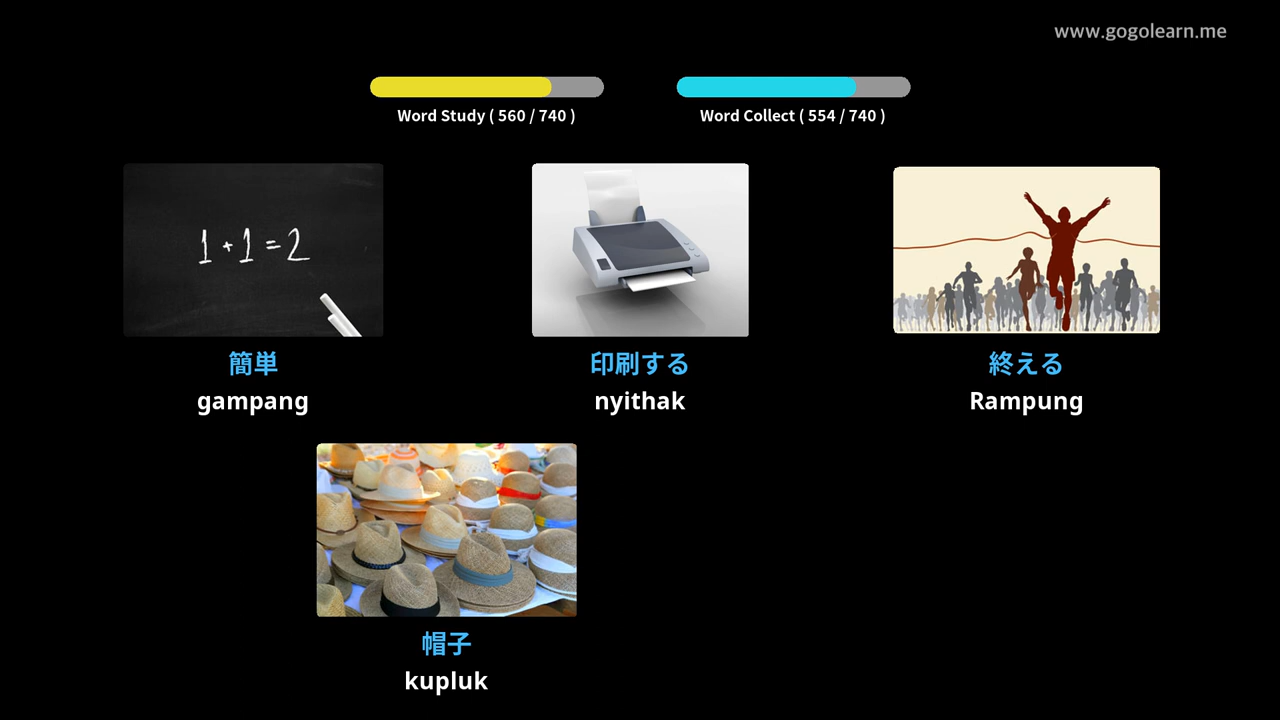 www.gogolearn.me
Word Study ( 560 / 740 )
Word Collect ( 554 / 740 )
1 + 1 = 2
簡単
gampang
印刷する
nyithak
終える
Rampung
帽子
kupluk